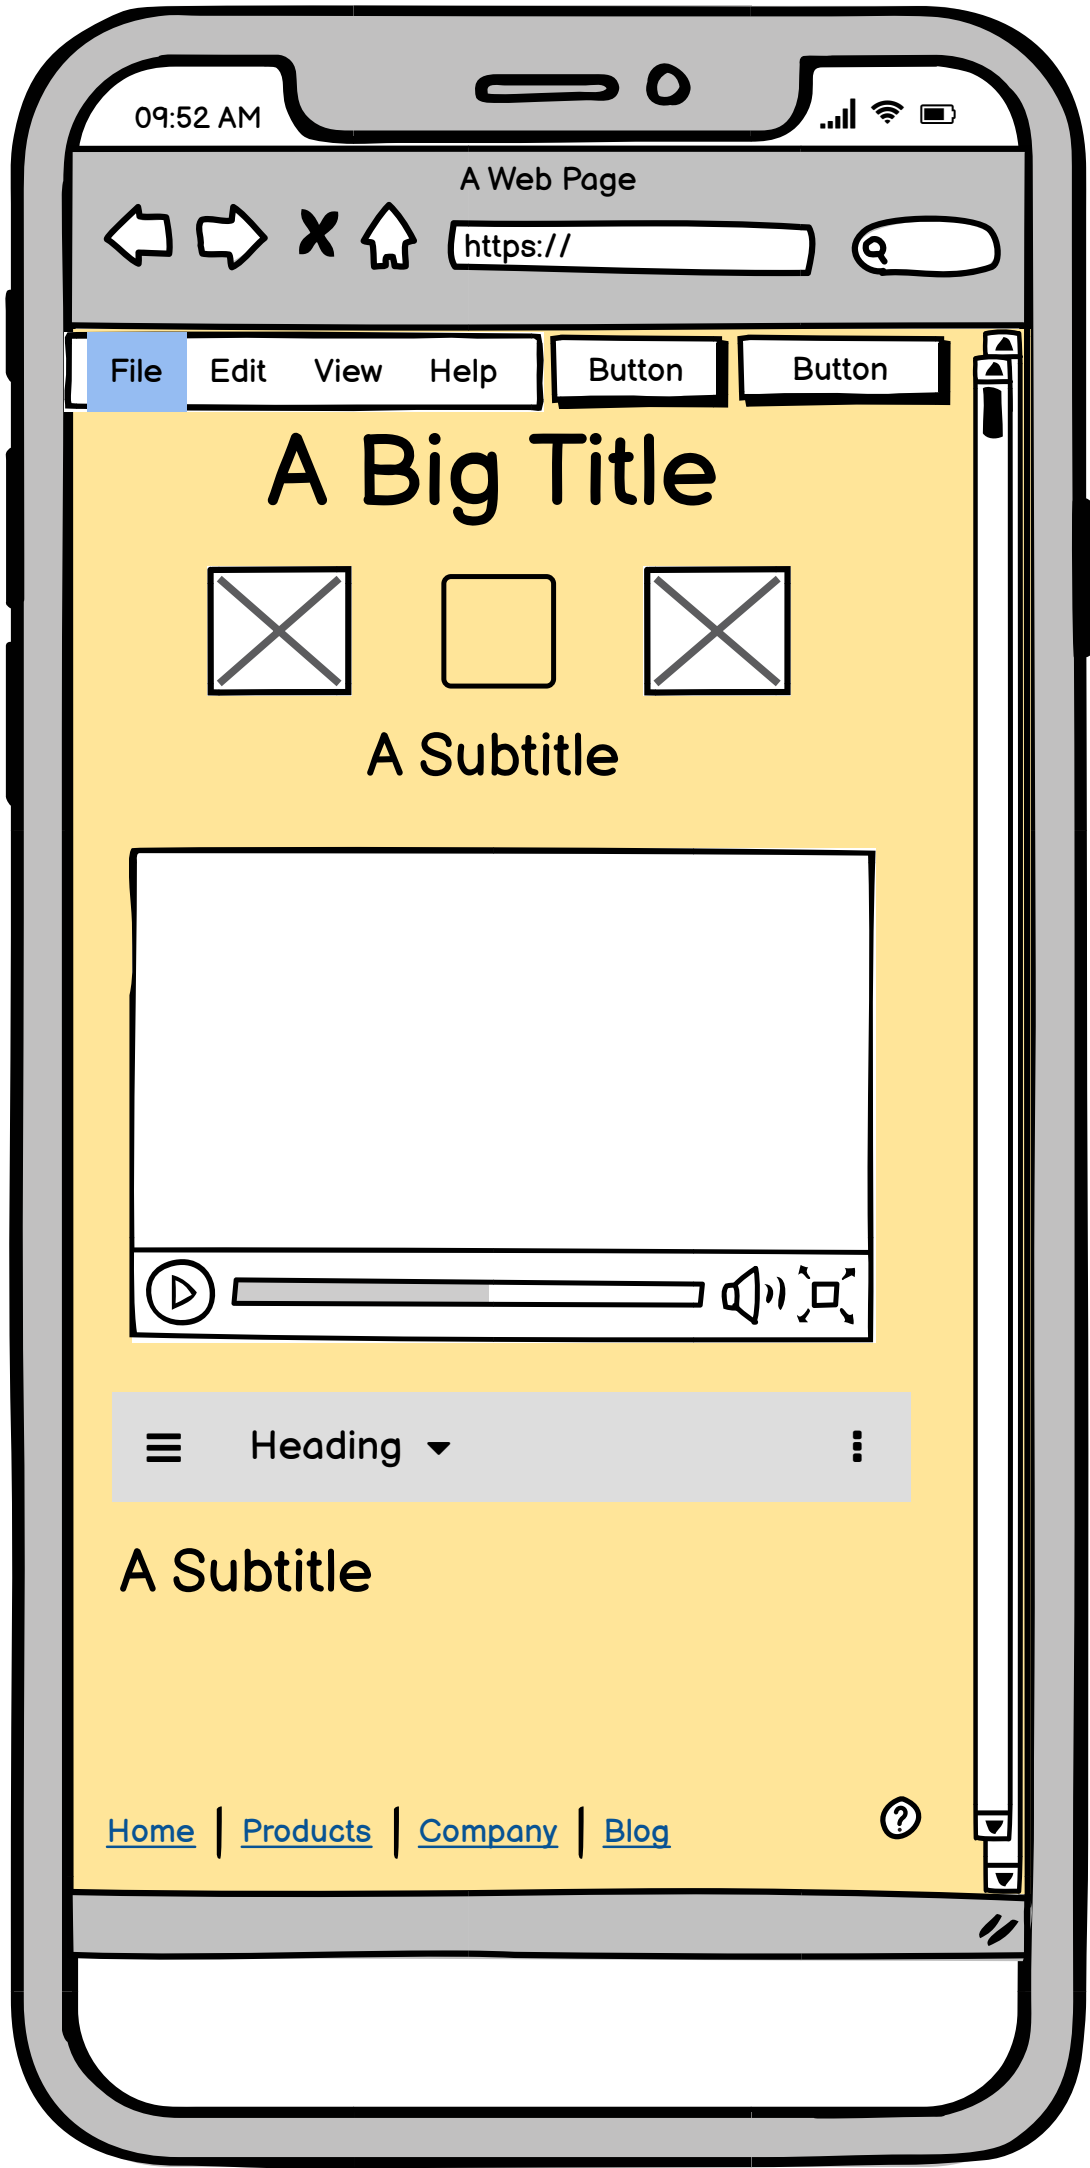 09:52 AM
A Web Page
https://
File Edit View Help Button Button
A Big Title
A Subtitle
Heading
A Subtitle
Home Products Company Blog ?